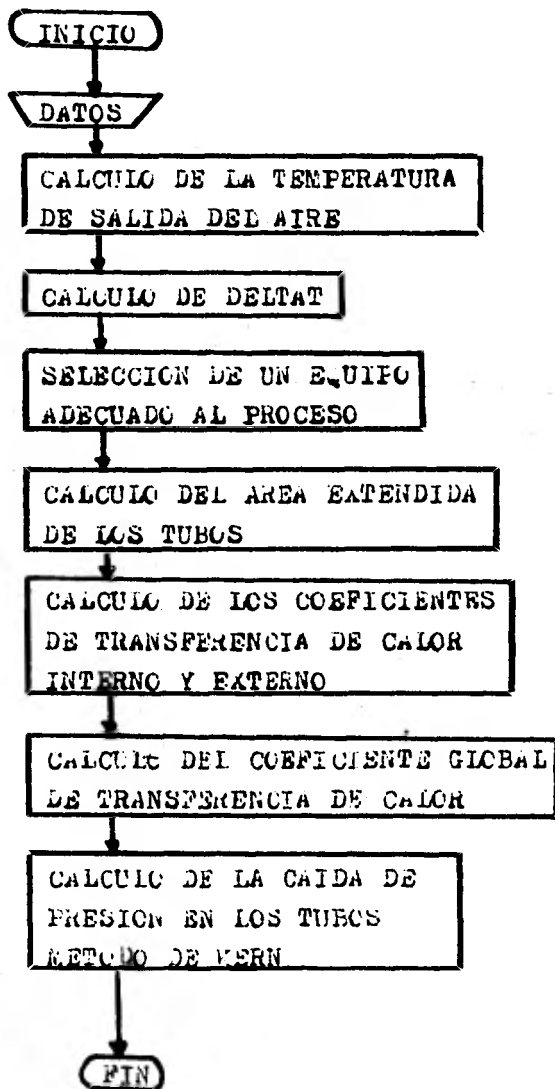 INICIO
DATOS
CALCULO DE LA TEMPERATURA
DE SALIDA DEL AIRE
CALCULO DE DELTAT
SELECCION DE UN EQUIPO
ADECUADO AL PROCESO
CALCULO DEL AREA EXTENDIDA
DE LOS TUBOS
CALCULO DE LOS COEFICIENTES
DE TRANSFERENCIA DE CALOR
INTERNO Y EXTERNO
CALCULO DEL COEFICIENTE GLOBAL
DE TRANSFERENCIA DE CALOR
CALCULO DE LA CAIDA DE
PRESION EN LOS TUBOS
METODO DE KERN
FIN